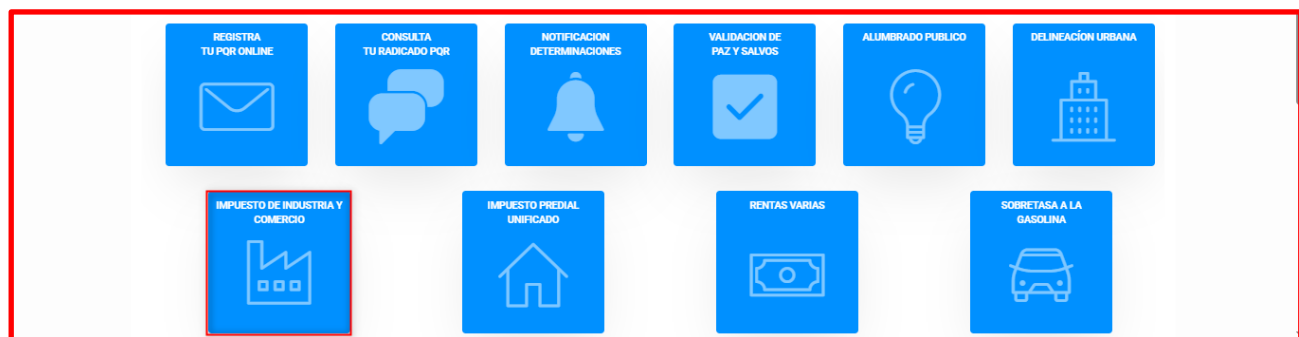 REGISTRA
TU PQR ONLINE
CONSULTA
TU RADICADO PQR
NOTIFICACION
DETERMINACIONES
VALIDACION DE
PAZ Y SALVOS
ALUMBRADO PUBLICO
DELINEACÍON URBANA
IMPUESTO DE INDUSTRIA Y
COMERCIO
IMPUESTO PREDIAL
UNIFICADO
RENTAS VARIAS
SOBRETASA A LA
GASOLINA